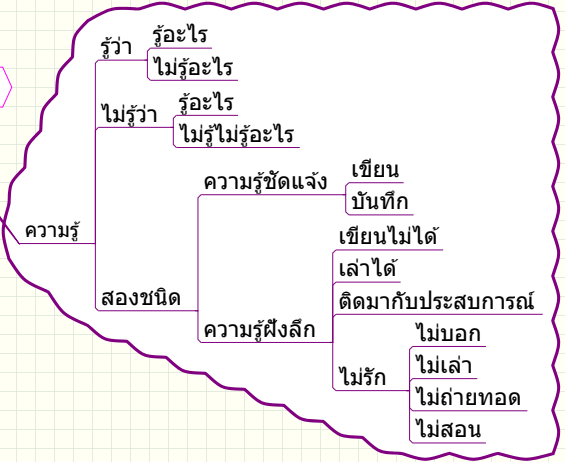 รู้ว่า
รู้อะไร
ไม่รู้อะไร
ไม่รู้ว่า
รู้อะไร
ไม่รู้ไม่รู้อะไร
ความรู้
สองชนิด
ความรู้ชัดแจ้ง
เขียน
บันทึก
ความรู้ฝังลึก
เขียนไม่ได้
เล่าได้
ติดมากับประสบการณ์
ไม่รัก
ไม่บอก
ไม่เล่า
ไม่ถ่ายทอด
ไม่สอน